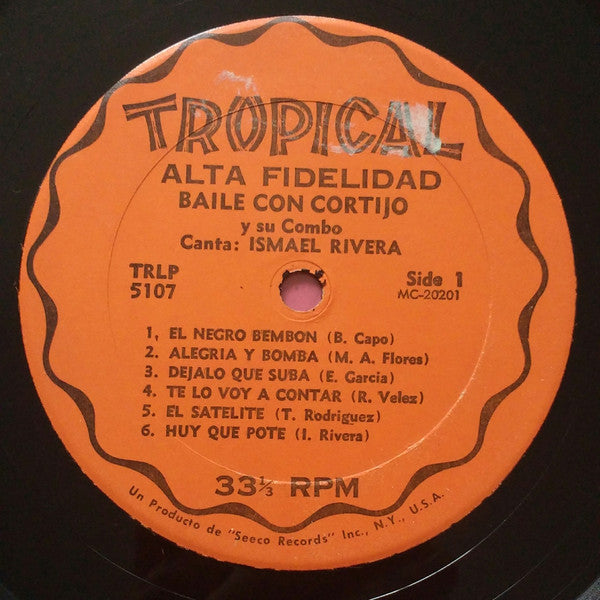 TROPICAL
ALTA FIDELIDAD
BAILE CON CORTIJO
y su Combo
Canta: ISMAEL RIVERA
TRLP
5107
Side 1
MC-20201
1. EL NEGRO BEMBON (B. Capo)
2. ALEGRIA Y BOMBA (M. A. Flores)
3. DEJALO QUE SUBA (E. Garcia)
4. TE LO VOY A CONTAR (R. Velez)
5. EL SATELITE (T. Rodriguez)
6. HUY QUE POTE (I. Rivera)
33⅓ RPM
Un Producto de "Seeco Records" Inc., N.Y., U.S.A.